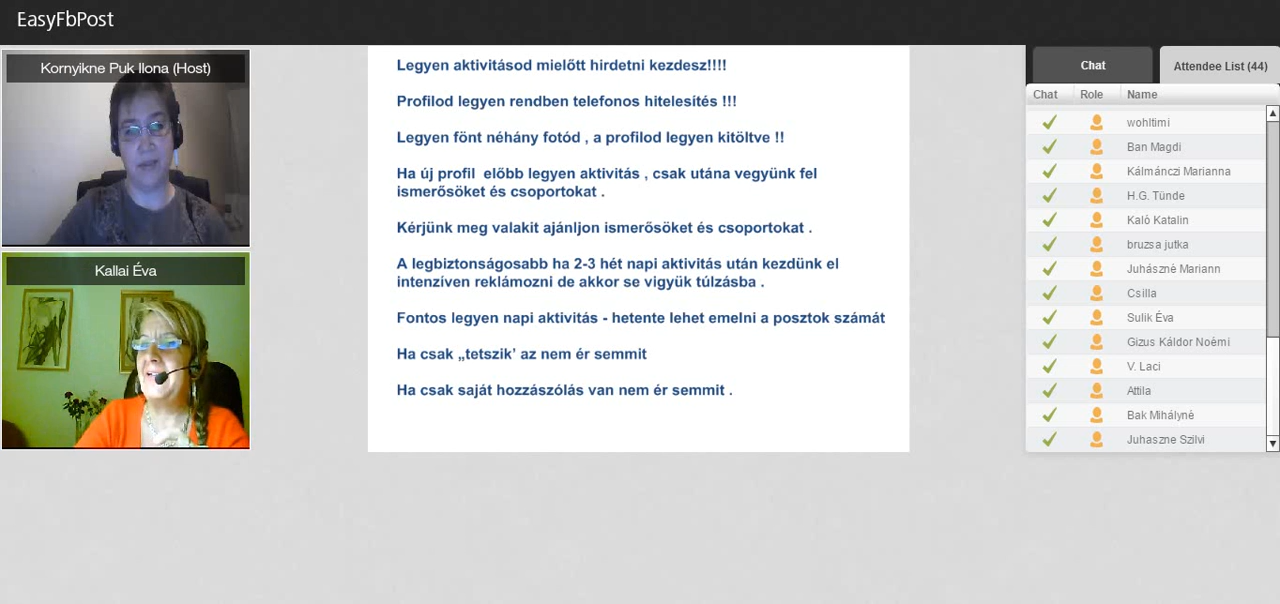 EasyFbPost
Kornyikne Puk Ilona (Host)
Kallai Éva
Legyen aktivitásod mielőtt hirdetni kezdesz!!!!
Profilod legyen rendben telefonos hitelesítés !!!
Legyen fönt néhány fotód , a profilod legyen kitöltve !!
Ha új profil előbb legyen aktivitás , csak utána vegyünk fel
ismerősöket és csoportokat .
Kérjünk meg valakit ajánljon ismerősöket és csoportokat .
A legbiztonságosabb ha 2-3 hét napi aktivitás után kezdünk el
intenzíven reklámozni de akkor se vigyük túlzásba .
Fontos legyen napi aktivitás - hetente lehet emelni a posztok számát
Ha csak „tetszik’ az nem ér semmit
Ha csak saját hozzászólás van nem ér semmit .
Chat
Attendee List (44)
Chat Role Name
wohltimi
Ban Magdi
Kálmánczi Marianna
H.G. Tünde
Kaló Katalin
bruzsa jutka
Juhászné Mariann
Csilla
Sulik Éva
Gizus Káldor Noémi
V. Laci
Attila
Bak Mihályné
Juhaszne Szilvi